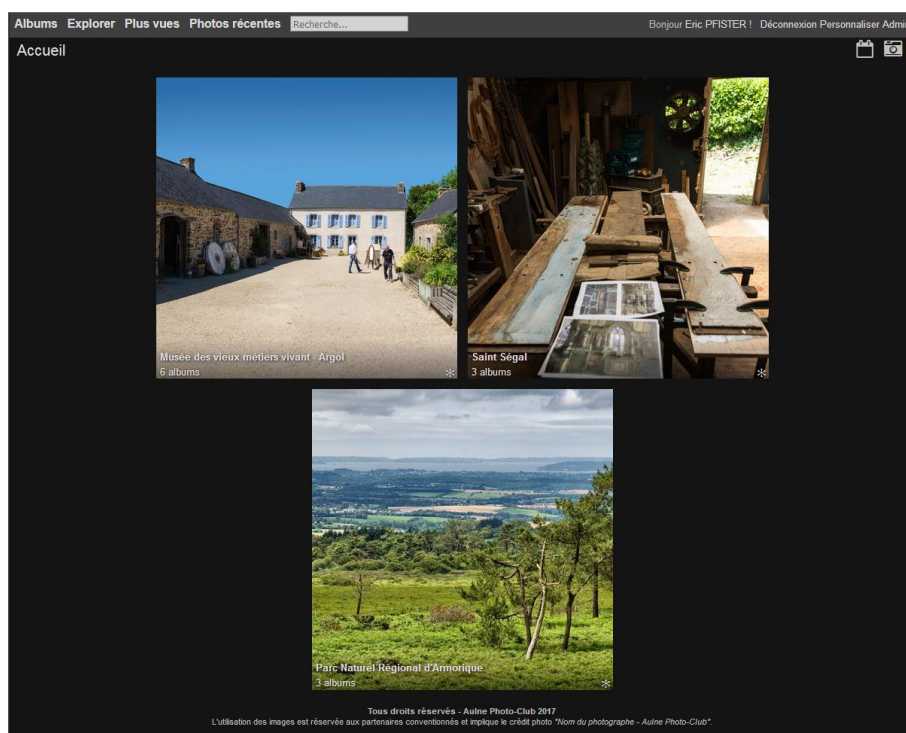 Albums Explorer Plus vues Photos récentes Recherche... Bonjour Eric PFISTER ! Déconnexion Personnaliser Admi
Accueil
Musée des vieux métiers vivant - Argol
6 albums
Saint Ségal
3 albums
Parc Naturel Régional d'Armorique
3 albums
Tous droits réservés - Aulne Photo-Club 2017
L'utilisation des images est réservée aux partenaires conventionnés et implique le crédit photo "Nom du photographe - Aulne Photo-Club".